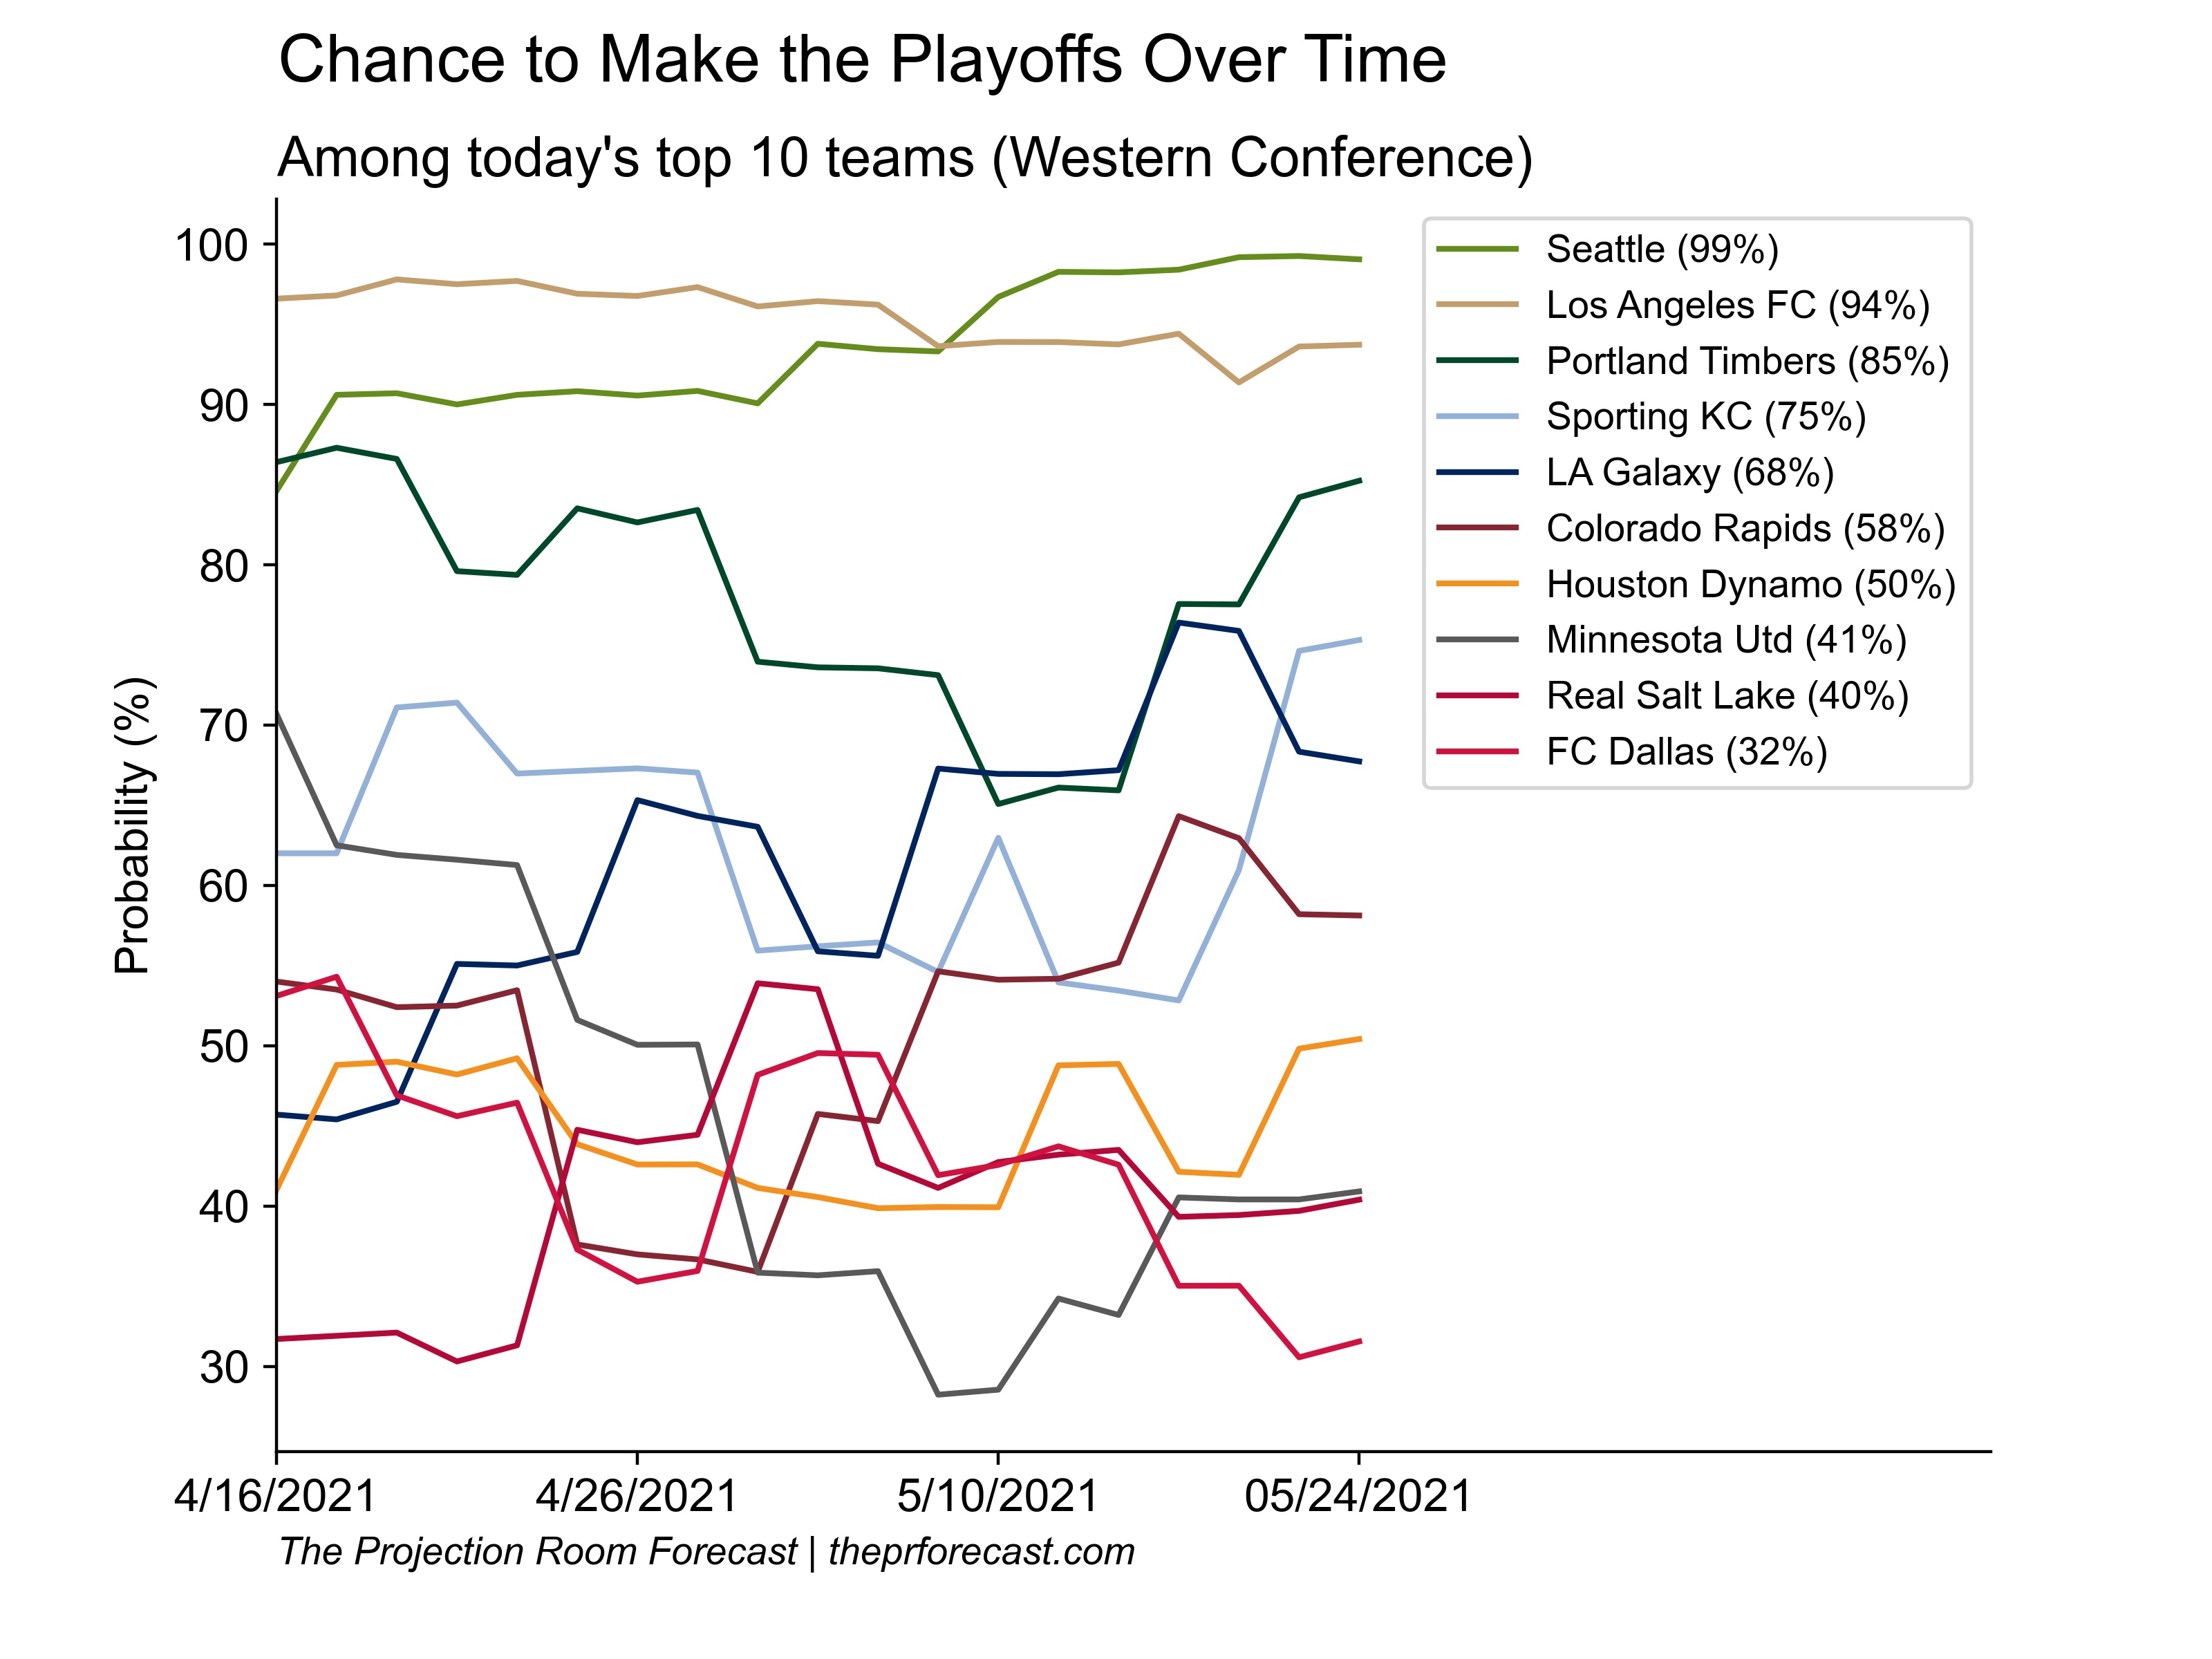 Chance to Make the Playoffs Over Time
Among today's top 10 teams (Western Conference)
Probability (%)
100
90
80
70
60
50
40
30
Seattle (99%)
Los Angeles FC (94%)
Portland Timbers (85%)
Sporting KC (75%)
LA Galaxy (68%)
Colorado Rapids (58%)
Houston Dynamo (50%)
Minnesota Utd (41%)
Real Salt Lake (40%)
FC Dallas (32%)
4/16/2021
4/26/2021
5/10/2021
05/24/2021
The Projection Room Forecast | theprforecast.com